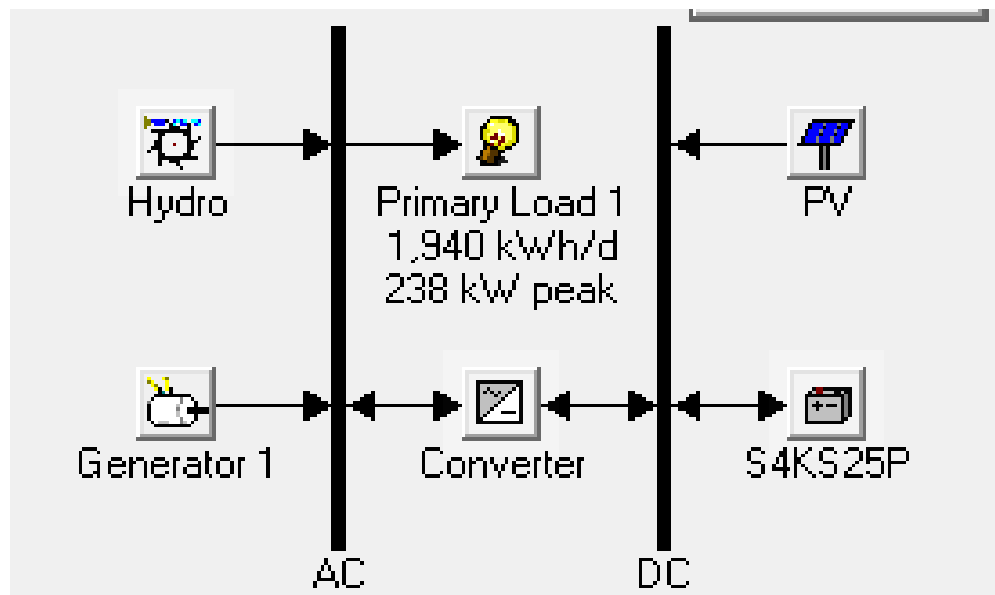 Hydro
Primary Load 1
1,940 kWh/d
238 kW peak
PV
Generator 1
Converter
S4KS25P
AC
DC